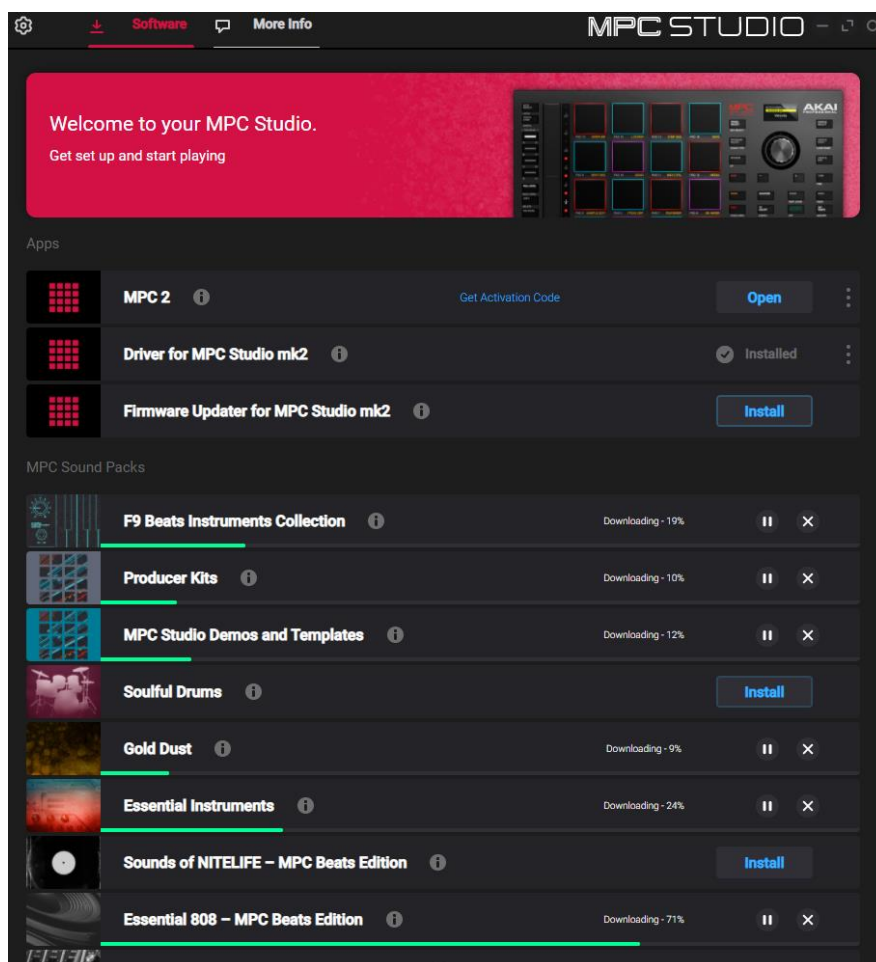 Software
More Info
MPC STUDIO
Welcome to your MPC Studio.
Get set up and start playing
AKAI
Apps
MPC 2
Get Activation Code
Open
Driver for MPC Studio mk2
Installed
Firmware Updater for MPC Studio mk2
Install
MPC Sound Packs
F9 Beats Instruments Collection
Downloading - 19%
Producer Kits
Downloading - 10%
MPC Studio Demos and Templates
Downloading - 12%
Soulful Drums
Install
Gold Dust
Downloading - 9%
Essential Instruments
Downloading - 24%
Sounds of NITELIFE – MPC Beats Edition
Install
Essential 808 – MPC Beats Edition
Downloading - 71%